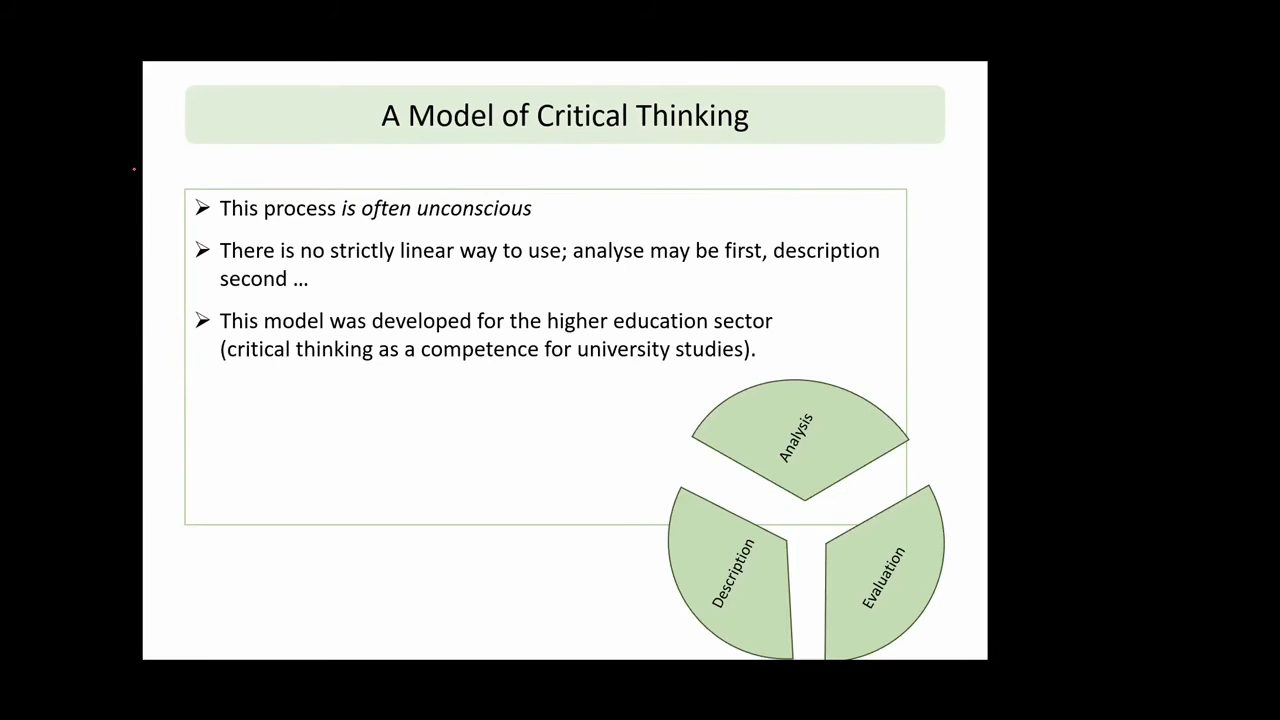 A Model of Critical Thinking
➢ This process is often unconscious
➢ There is no strictly linear way to use; analyse may be first, description
second ...
➢ This model was developed for the higher education sector
(critical thinking as a competence for university studies).
Analysis
Description
Evaluation